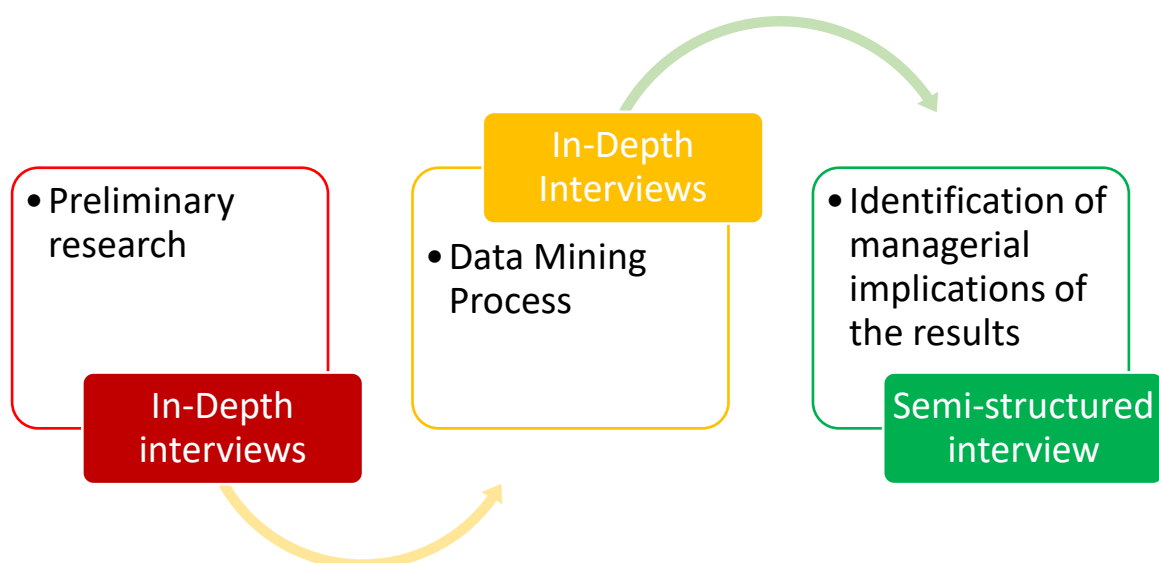 • Preliminary
research
In-Depth
interviews
In-Depth
Interviews
• Data Mining
Process
• Identification of
managerial
implications of
the results
Semi-structured
interview